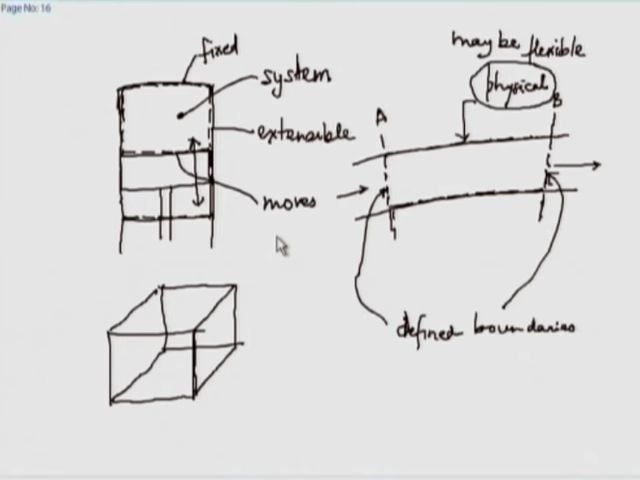 Page No: 16
fixed
system
extensible
moves
may be flexible
physical
A
B
defined boundaries